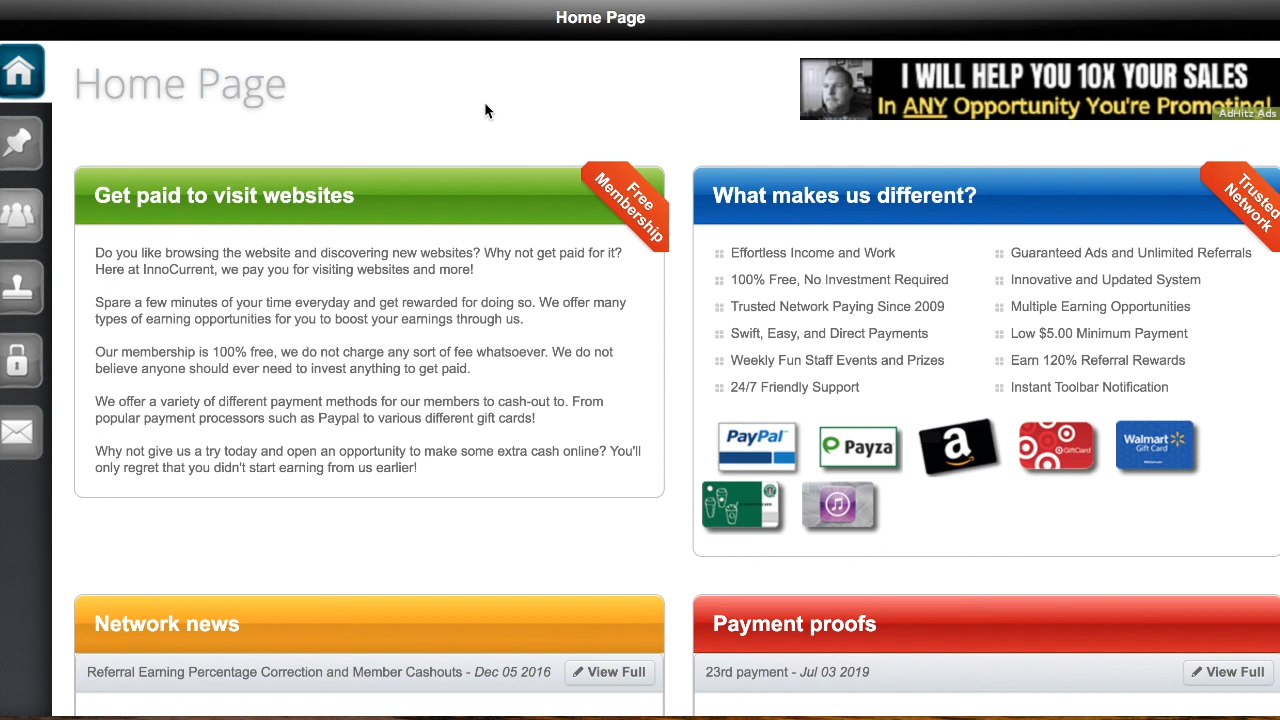 Home Page
Home Page
I WILL HELP YOU 10X YOUR SALES
In ANY Opportunity You're Promoting!
AdHitz Ads
Get paid to visit websites
Free
Membership
Do you like browsing the website and discovering new websites? Why not get paid for it?
Here at InnoCurrent, we pay you for visiting websites and more!
Spare a few minutes of your time everyday and get rewarded for doing so. We offer many
types of earning opportunities for you to boost your earnings through us.
Our membership is 100% free, we do not charge any sort of fee whatsoever. We do not
believe anyone should ever need to invest anything to get paid.
We offer a variety of different payment methods for our members to cash-out to. From
popular payment processors such as Paypal to various different gift cards!
Why not give us a try today and open an opportunity to make some extra cash online? You'll
only regret that you didn't start earning from us earlier!
What makes us different?
Trusted
Network
Effortless Income and Work
100% Free, No Investment Required
Trusted Network Paying Since 2009
Swift, Easy, and Direct Payments
Weekly Fun Staff Events and Prizes
24/7 Friendly Support
Guaranteed Ads and Unlimited Referrals
Innovative and Updated System
Multiple Earning Opportunities
Low $5.00 Minimum Payment
Earn 120% Referral Rewards
Instant Toolbar Notification
PayPal
Payza
a
GiftCard
Walmart
Gift Card
Network news
Referral Earning Percentage Correction and Member Cashouts - Dec 05 2016
View Full
Payment proofs
23rd payment - Jul 03 2019
View Full